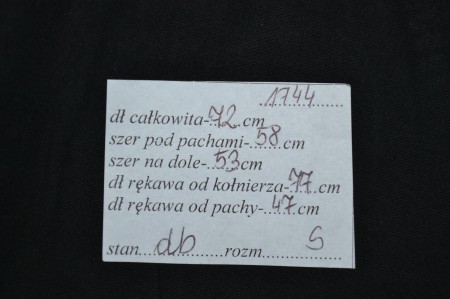 1744
dł całkowita-72 cm
szer pod pachami-58 cm
szer na dole-53 cm
dł rękawa od kołnierza-77 cm
dł rękawa od pachy-47 cm
stan db rozm S